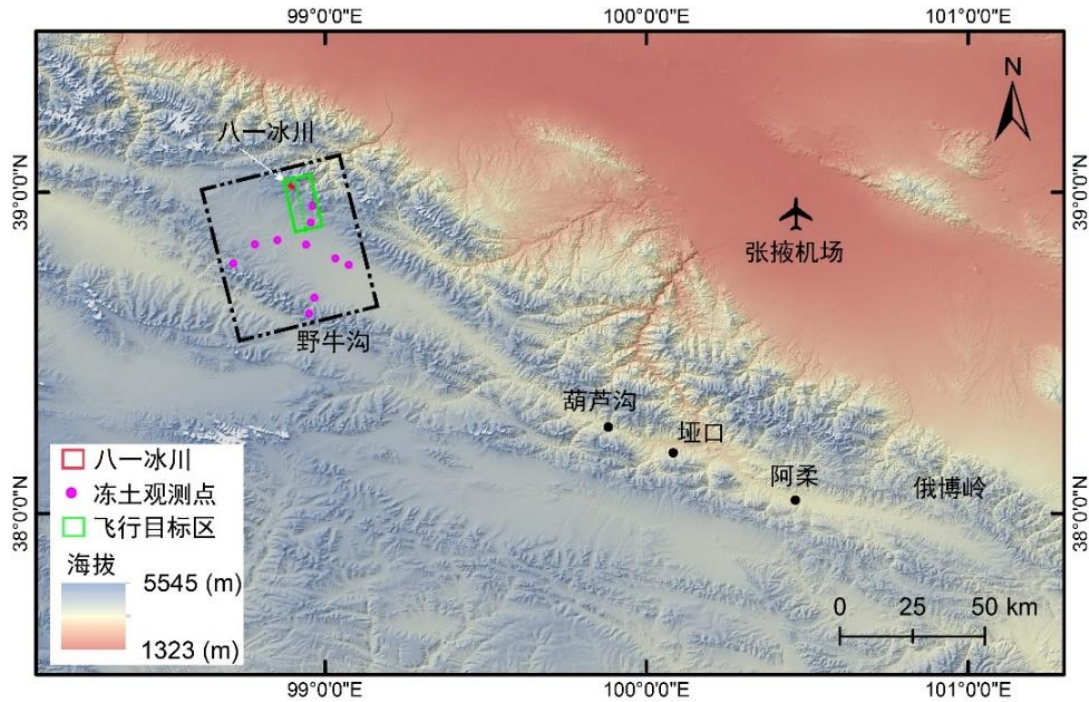 99°0'0"E
100°0'0"E
101°0'0"E
N
八一冰川
39°0'0"N
39°0'0"N
张掖机场
野牛沟
葫芦沟
垭口
阿柔
俄博岭
38°0'0"N
38°0'0"N
八一冰川
冻土观测点
飞行目标区
海拔
5545 (m)
1323 (m)
0 25 50 km
99°0'0"E
100°0'0"E
101°0'0"E